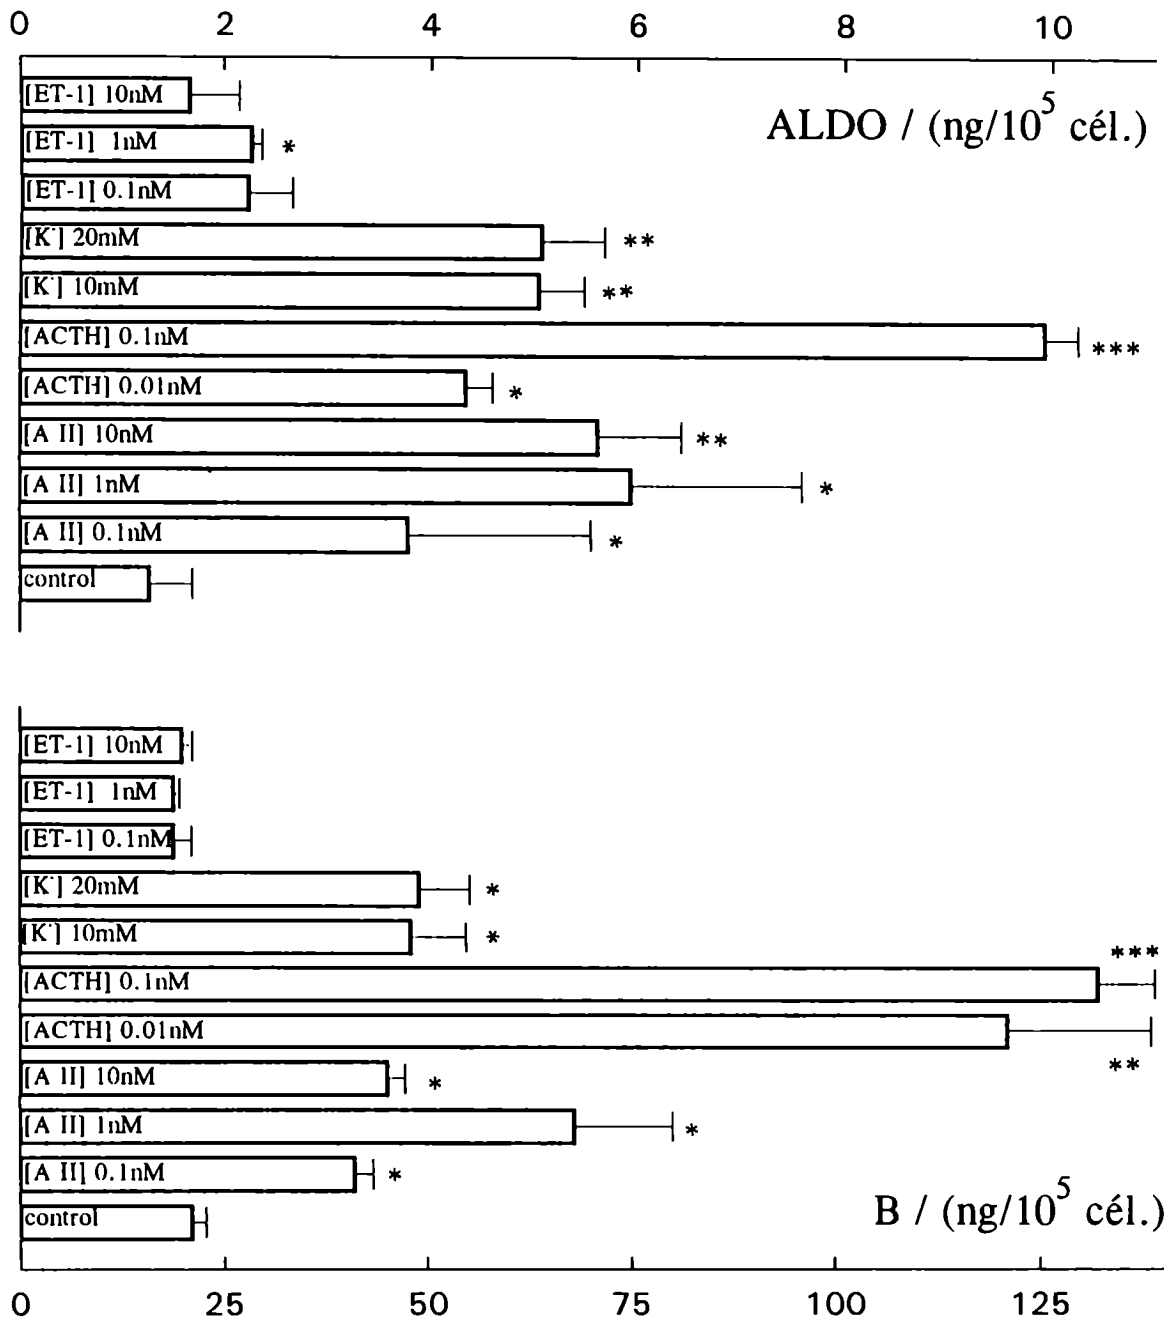 0 2 4 6 8 10
[ET-1] 10nM
ALDO / (ng/10⁵ cél.)
[ET-1] 1nM *
[ET-1] 0.1nM
[K⁺] 20mM **
[K⁺] 10mM **
[ACTH] 0.1nM ***
[ACTH] 0.01nM *
[A II] 10nM **
[A II] 1nM *
[A II] 0.1nM *
control
[ET-1] 10nM
[ET-1] 1nM
[ET-1] 0.1nM
[K⁺] 20mM *
[K⁺] 10mM *
[ACTH] 0.1nM ***
[ACTH] 0.01nM **
[A II] 10nM *
[A II] 1nM *
[A II] 0.1nM *
control
B / (ng/10⁵ cél.)
0 25 50 75 100 125